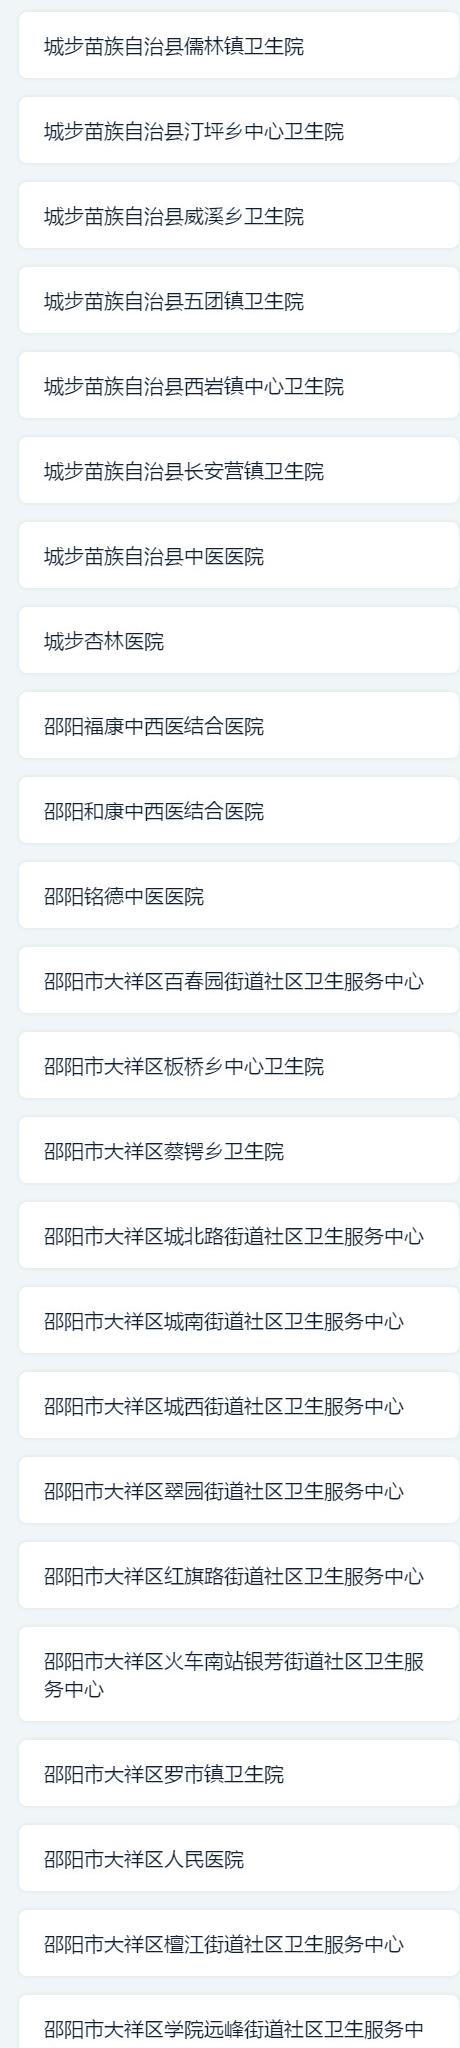 城步苗族自治县儒林镇卫生院
城步苗族自治县汀坪乡中心卫生院
城步苗族自治县威溪乡卫生院
城步苗族自治县五团镇卫生院
城步苗族自治县西岩镇中心卫生院
城步苗族自治县长安营镇卫生院
城步苗族自治县中医医院
城步杏林医院
邵阳福康中西医结合医院
邵阳和康中西医结合医院
邵阳铭德中医医院
邵阳市大祥区百春园街道社区卫生服务中心
邵阳市大祥区板桥乡中心卫生院
邵阳市大祥区蔡锷乡卫生院
邵阳市大祥区城北路街道社区卫生服务中心
邵阳市大祥区城南街道社区卫生服务中心
邵阳市大祥区城西街道社区卫生服务中心
邵阳市大祥区翠园街道社区卫生服务中心
邵阳市大祥区红旗路街道社区卫生服务中心
邵阳市大祥区火车南站银芳街道社区卫生服
务中心
邵阳市大祥区罗市镇卫生院
邵阳市大祥区人民医院
邵阳市大祥区檀江街道社区卫生服务中心
邵阳市大祥区学院远峰街道社区卫生服务中